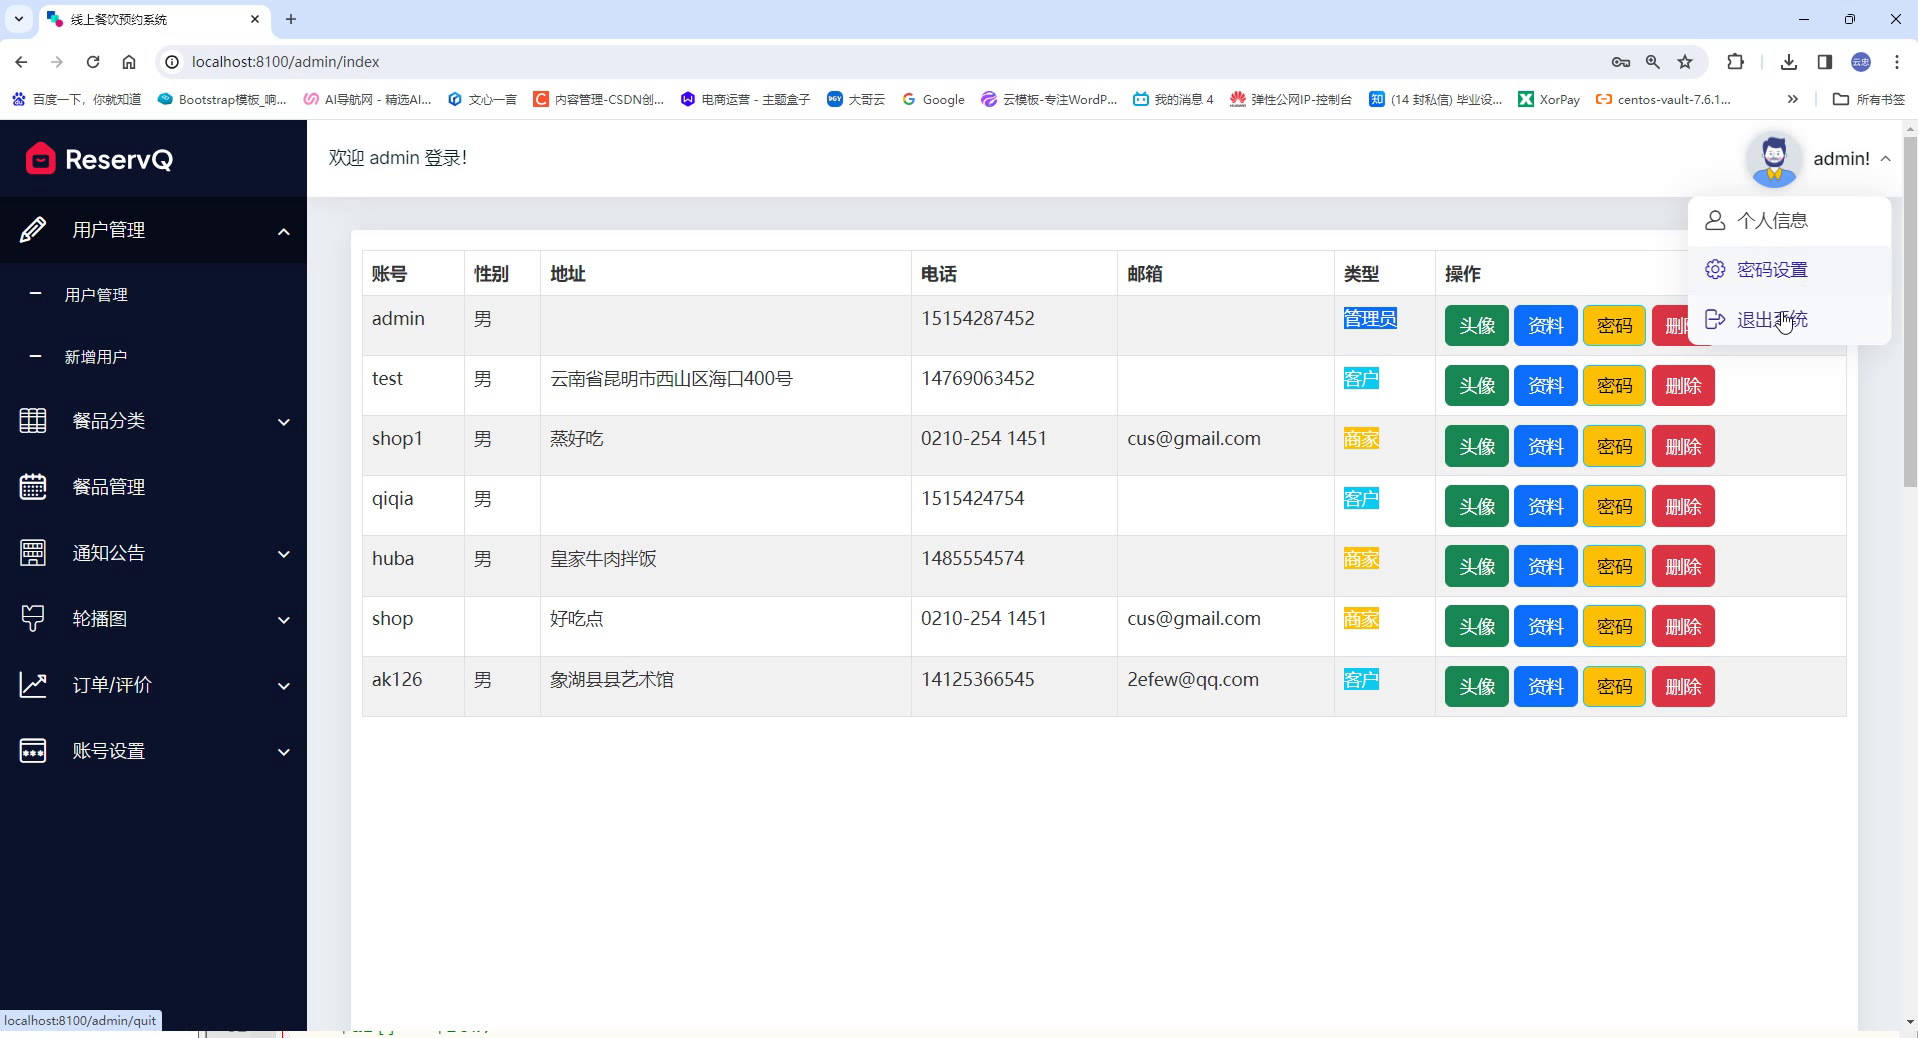 线上餐饮预约系统
localhost:8100/admin/index
云忠
百度一下，你就知道
Bootstrap模板_响...
AI导航网 - 精选AI...
文心一言
内容管理-CSDN创...
电商运营 - 主题盒子
大哥云
Google
云模板-专注WordP...
我的消息 4
弹性公网IP-控制台
(14 封私信) 毕业设...
XorPay
centos-vault-7.6.1...
所有书签
ReservQ
欢迎 admin 登录!
admin!
个人信息
密码设置
退出系统
用户管理
用户管理
新增用户
餐品分类
餐品管理
通知公告
轮播图
订单/评价
账号设置
账号 性别 地址 电话 邮箱 类型 操作
admin 男 15154287452 管理员 头像 资料 密码
test 男 云南省昆明市西山区海口400号 14769063452 客户 头像 资料 密码 删除
shop1 男 蒸好吃 0210-254 1451 cus@gmail.com 商家 头像 资料 密码 删除
qiqia 男 1515424754 客户 头像 资料 密码 删除
huba 男 皇家牛肉拌饭 1485554574 商家 头像 资料 密码 删除
shop 好吃点 0210-254 1451 cus@gmail.com 商家 头像 资料 密码 删除
ak126 男 象湖县县艺术馆 14125366545 2efew@qq.com 客户 头像 资料 密码 删除
localhost:8100/admin/quit